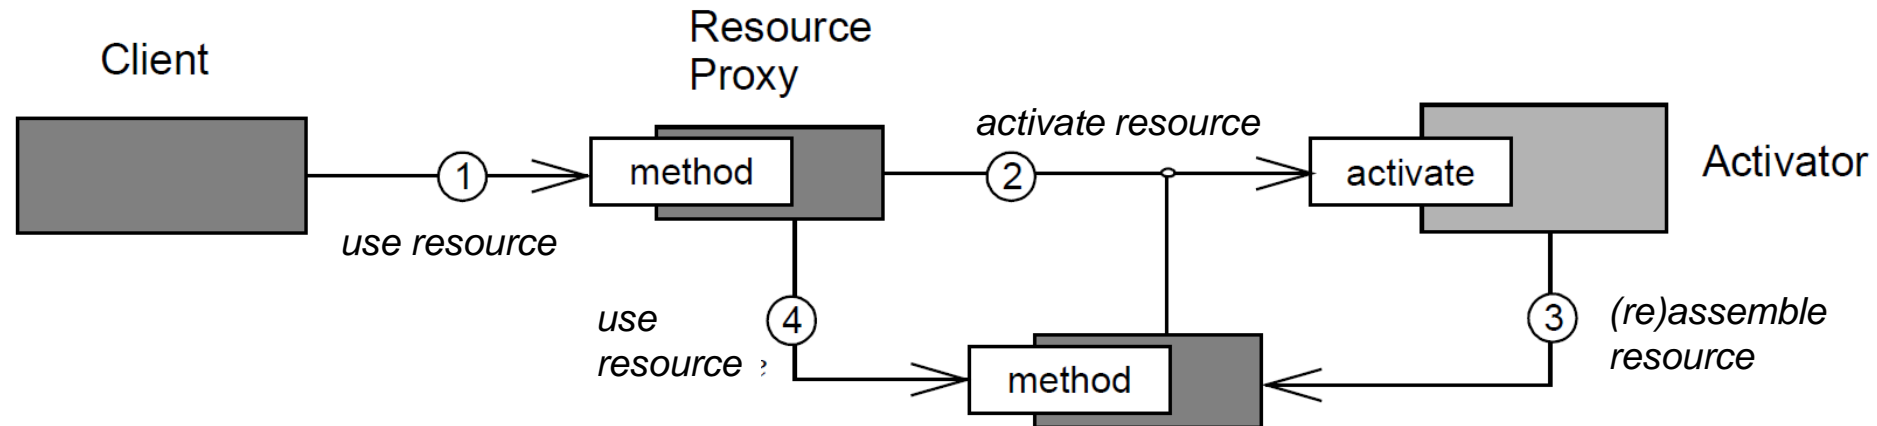 Client
Resource
Proxy
activate resource
Activator
method
activate
1
2
use resource
use
resource
4
3
(re)assemble
resource
method